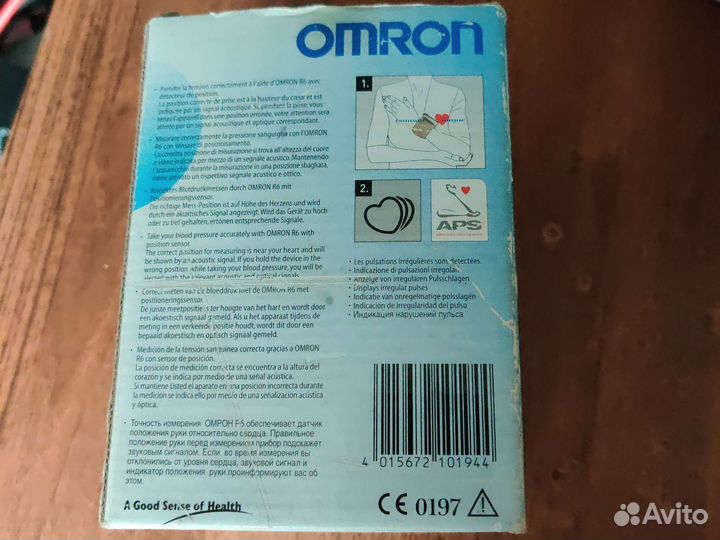 OMRON
• Prendre la tension correctement à l'aide d'OMRON R6 avec
détecteur de position.
La position correcte de prise est à la hauteur du cœur et est
indiquée par un signal acoustique. Si, pendant la prise, vous
tenez l'appareil dans une position erronée, votre attention sera
attirée par un signal acoustique et optique correspondant.
• Misurare correttamente la pressione sanguigna con l'OMRON
R6 con sensore di posizionamento.
La corretta posizione di misurazione si trova all'altezza del cuore
e viene indicata per mezzo di un segnale acustico. Mantenendo
l'apparecchio durante la misurazione in una posizione sbagliata,
viene attivato un rispettivo segnale acustico e ottico.
• Korrektes Blutdruckmessen durch OMRON R6 mit
Positionierungssensor.
Die richtige Mess-Position ist auf Höhe des Herzens und wird
durch ein akustisches Signal angezeigt. Wird das Gerät zu hoch
oder zu tief gehalten, ertönen entsprechende Signale.
• Take your blood pressure accurately with OMRON R6 with
position sensor.
The correct position for measuring is near your heart and will
be shown by an acoustic signal. If you hold the device in the
wrong position while taking your blood pressure, you will be
alerted with the relevant acoustic and optical signals.
• Correct meten van de bloeddruk met de OMRON R6 met
positioneringssensor.
De juiste meetpositie is ter hoogte van het hart en wordt door
een akoestisch signaal gemeld. Als u het apparaat tijdens de
meting in een verkeerde positie houdt, wordt dit door een
bepaald akoestisch en optisch signaal gemeld.
• Medición de la tensión sanguínea correcta gracias a OMRON
R6 con sensor de posición.
La posición de medición correcta se encuentra a la altura del
corazón y se indica por medio de una señal acústica.
Si mantiene Usted el aparato en una posición incorrecta durante
la medición se indica ello por medio de una señalización acústica
y óptica.
• Точность измерения ОМРОН F-5 обеспечивает датчик
положения руки относительно сердца. Правильное
положение руки перед измерением прибор подскажет
звуковым сигналом. Если во время измерения вы
отклонились от уровня сердца, звуковой сигнал и
индикатор положения руки проинформируют вас об
этом.
A Good Sense of Health
1.
2.
APS
• Les pulsations irrégulières sont détectées.
• Indicazione di pulsazioni irregolari
• Anzeige von irregulären Pulsschlägen
• Displays irregular pulses
• Indicatie van onregelmatige polsslagen
• Indicación de irregularidad del pulso
• Индикация нарушений пульса
4 015672 101944
CE 0197
Avito